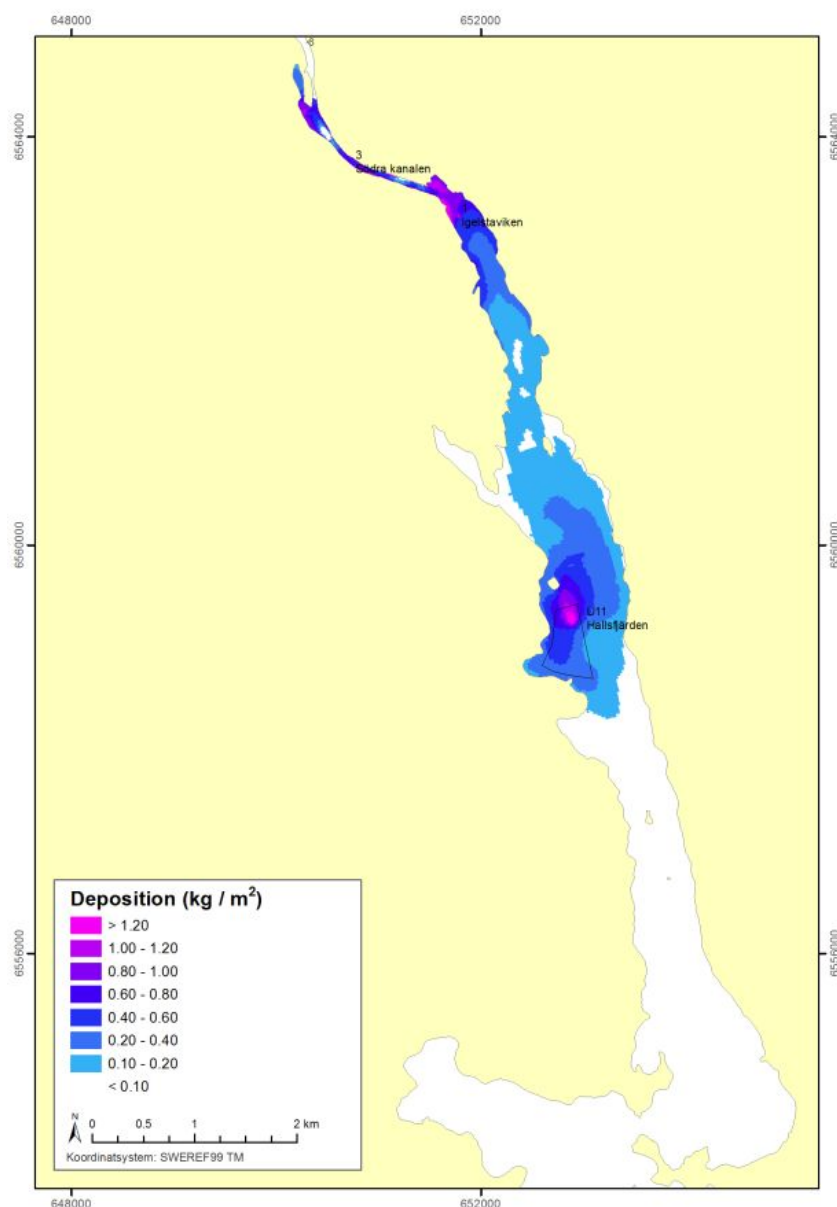 648000
652000
6
6564000
6564000
3
Södra kanalen
Igelstaviken
6560000
6560000
U11
Hallsfjärden
Deposition (kg / m²)
> 1.20
1.00 - 1.20
0.80 - 1.00
0.60 - 0.80
0.40 - 0.60
0.20 - 0.40
0.10 - 0.20
< 0.10
6556000
6556000
N
0 0.5 1 2 km
Koordinatsystem: SWEREF99 TM
648000
652000